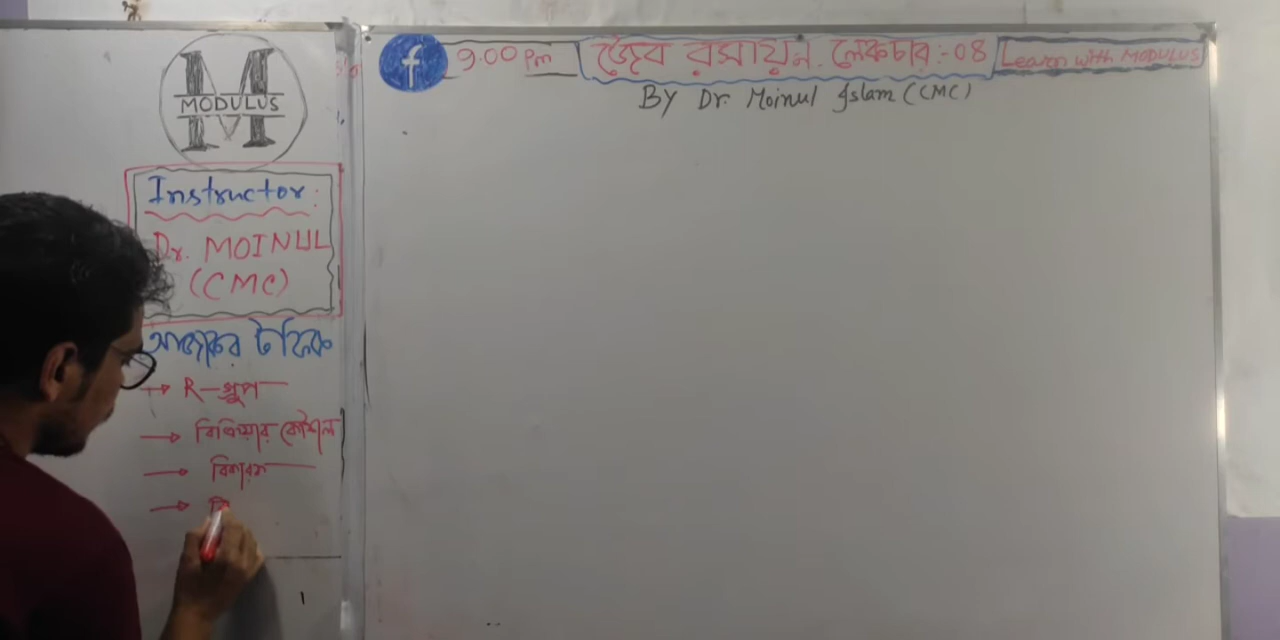 M
MODULUS
Instructor:
Dr. MOINUL
(CMC)
আজকের টপিক
→ R-গ্রুপ
→ বিক্রিয়ার কৌশল
→ বিকারক
→ বি
f 9:00 Pm জৈব রসায়ন. লেকচার:- 08 Learn with MODULUS
By Dr. Moinul Islam (CMC)